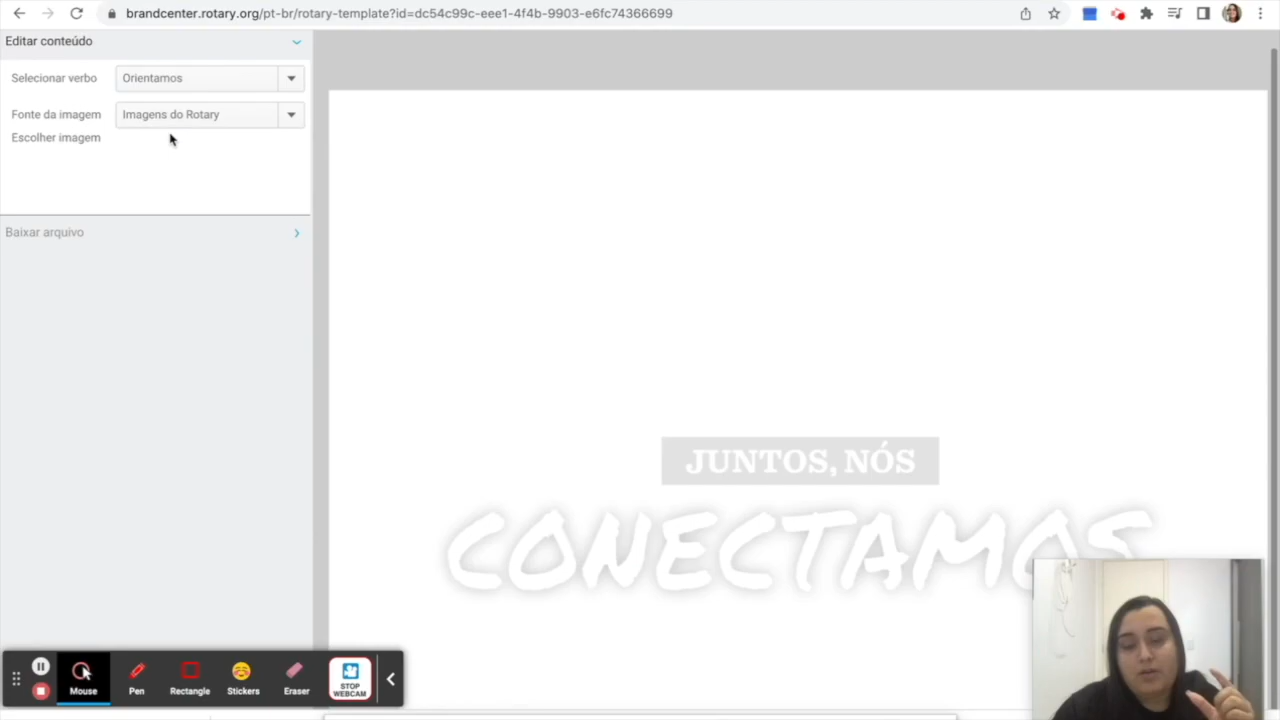 brandcenter.rotary.org/pt-br/rotary-template?id=dc54c99c-eee1-4f4b-9903-e6fc74366699
Editar conteúdo
Selecionar verbo
Orientamos
Fonte da imagem
Imagens do Rotary
Escolher imagem
Baixar arquivo
JUNTOS, NÓS
CONECTAMOS
Mouse
Pen
Rectangle
Stickers
Eraser
STOP
WEBCAM